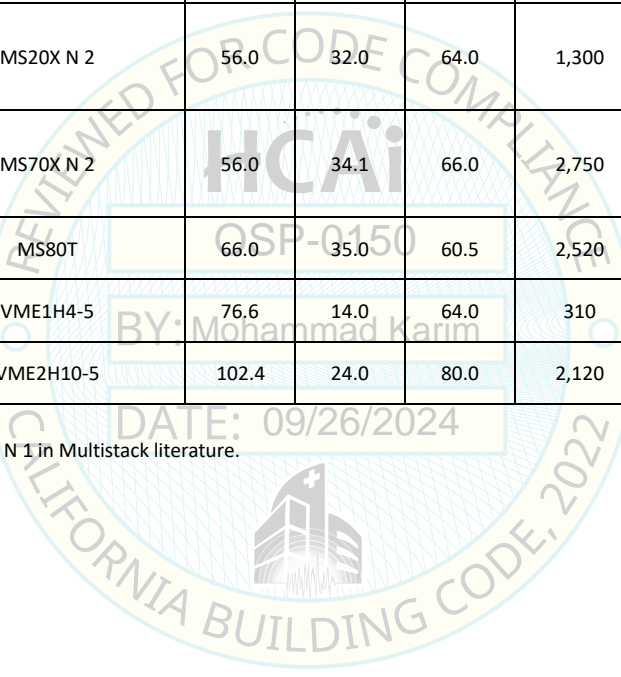 MS20X N 2 56.0 32.0 64.0 1,300
MS70X N 2 56.0 34.1 66.0 2,750
MS80T 66.0 35.0 60.5 2,520
VME1H4-5 76.6 14.0 64.0 310
VME2H10-5 102.4 24.0 80.0 2,120
N 1 in Multistack literature.
REVIEWED FOR CODE COMPLIANCE
HCAi
OSP-0150
BY: Mohammad Karim
DATE: 09/26/2024
CALIFORNIA BUILDING CODE, 2022